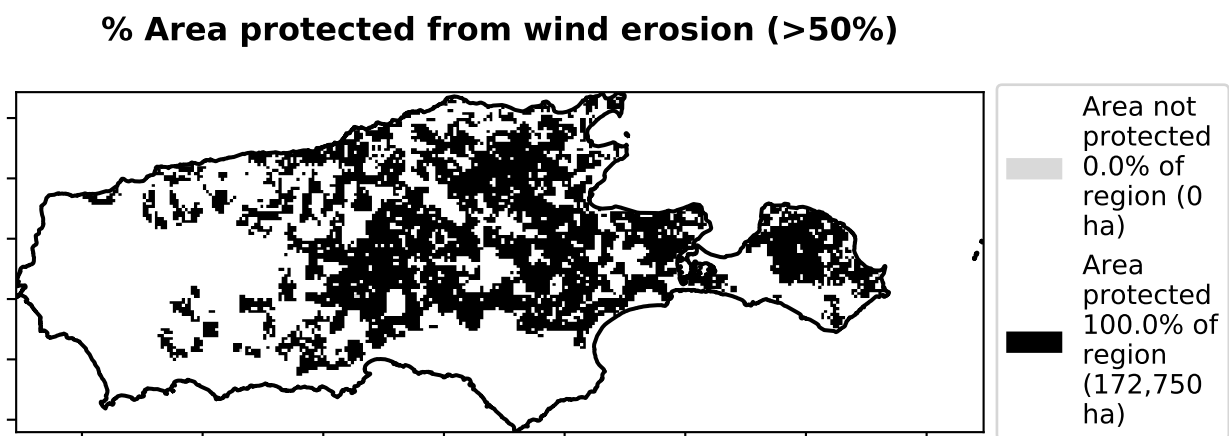 % Area protected from wind erosion (>50%)
Area not
protected
0.0% of
region (0
ha)
Area
protected
100.0% of
region
(172,750
ha)